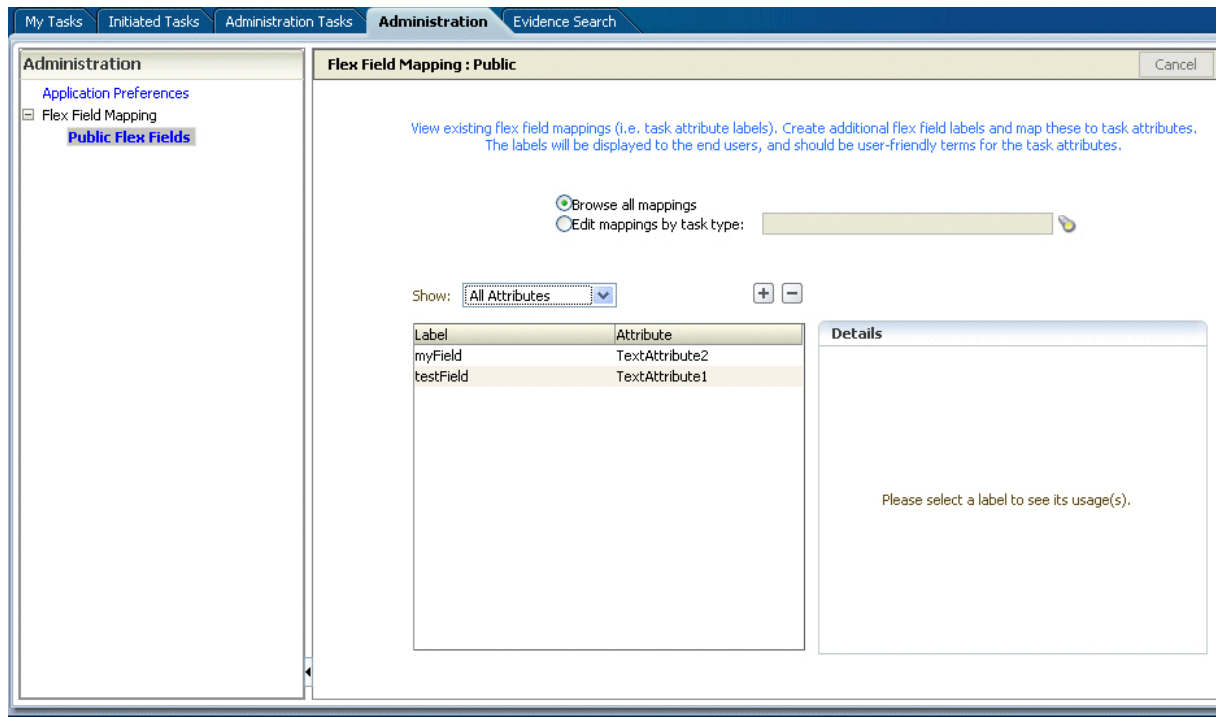 My Tasks Initiated Tasks Administration Tasks Administration Evidence Search
Administration
Application Preferences
Flex Field Mapping
Public Flex Fields
Flex Field Mapping : Public
Cancel
View existing flex field mappings (i.e. task attribute labels). Create additional flex field labels and map these to task attributes.
The labels will be displayed to the end users, and should be user-friendly terms for the task attributes.
Browse all mappings
Edit mappings by task type:
Show: All Attributes
Label Attribute
myField TextAttribute2
testField TextAttribute1
Details
Please select a label to see its usage(s).